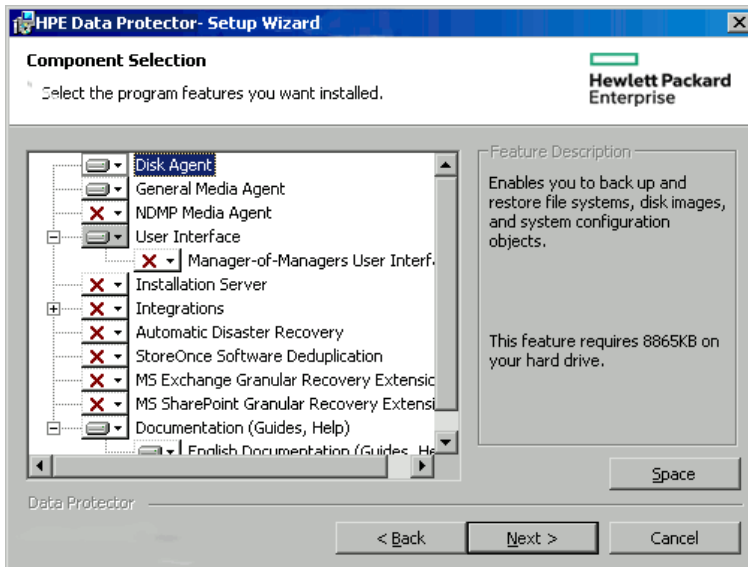 HPE Data Protector- Setup Wizard
Component Selection
Select the program features you want installed.
Hewlett Packard
Enterprise
Disk Agent
General Media Agent
NDMP Media Agent
User Interface
Manager-of-Managers User Interf
Installation Server
Integrations
Automatic Disaster Recovery
StoreOnce Software Deduplication
MS Exchange Granular Recovery Extensic
MS SharePoint Granular Recovery Extensi
Documentation (Guides, Help)
English Documentation (Guides, He
Feature Description
Enables you to back up and
restore file systems, disk images,
and system configuration
objects.
This feature requires 8865KB on
your hard drive.
Space
Data Protector
< Back
Next >
Cancel